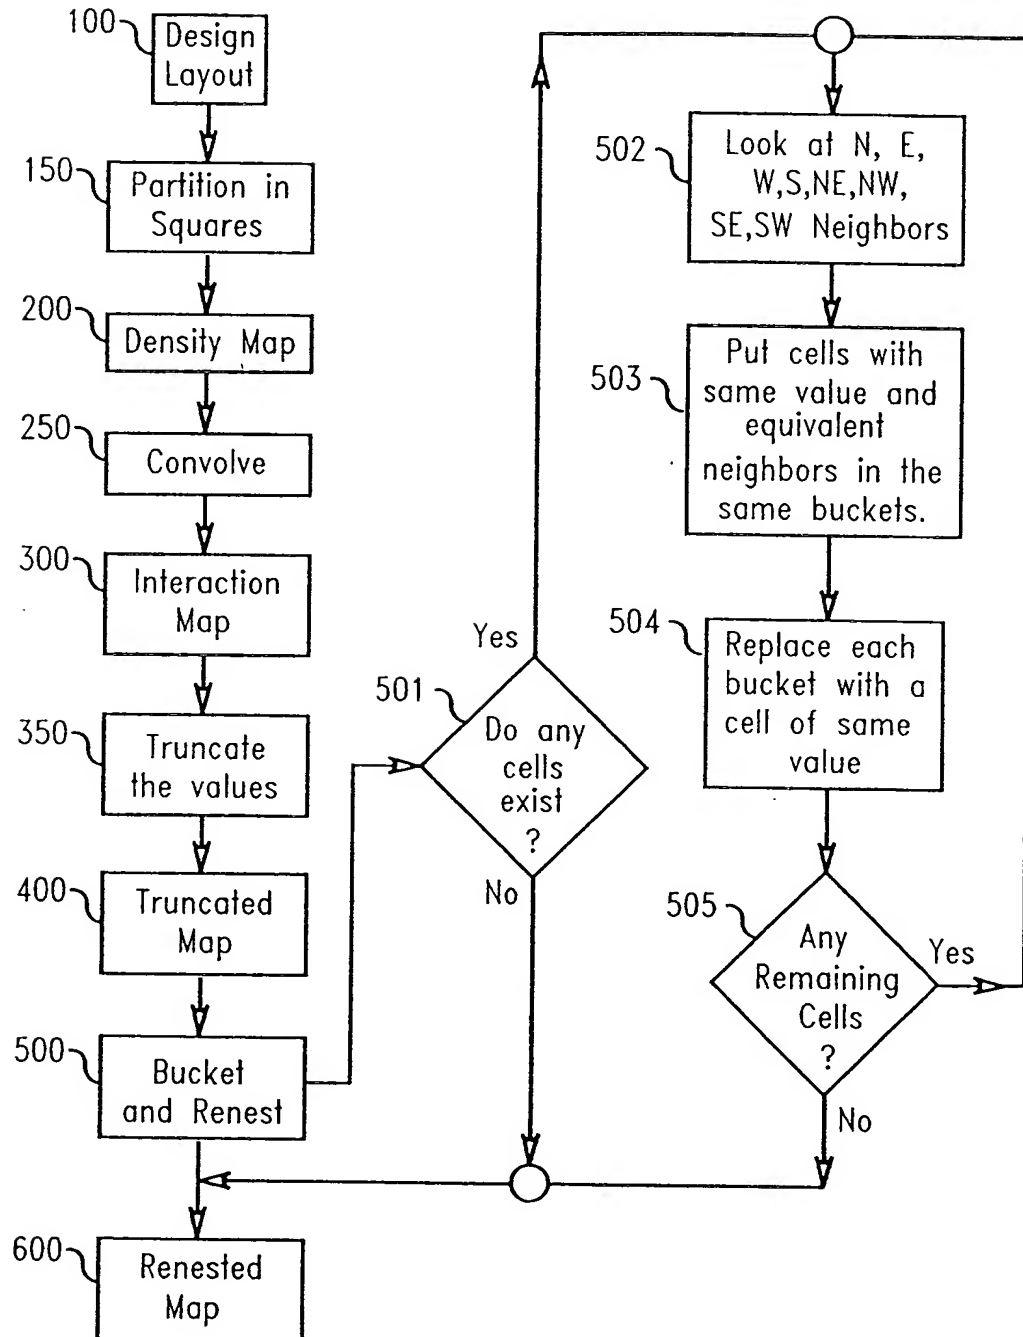 100
Design
Layout
150
Partition in
Squares
200
Density Map
250
Convolve
300
Interaction
Map
350
Truncate
the values
400
Truncated
Map
500
Bucket
and Renest
600
Renested
Map
501
Do any
cells
exist
?
Yes
No
502
Look at N, E,
W,S,NE,NW,
SE,SW Neighbors
503
Put cells with
same value and
equivalent
neighbors in the
same buckets.
504
Replace each
bucket with a
cell of same
value
505
Any
Remaining
Cells
?
Yes
No